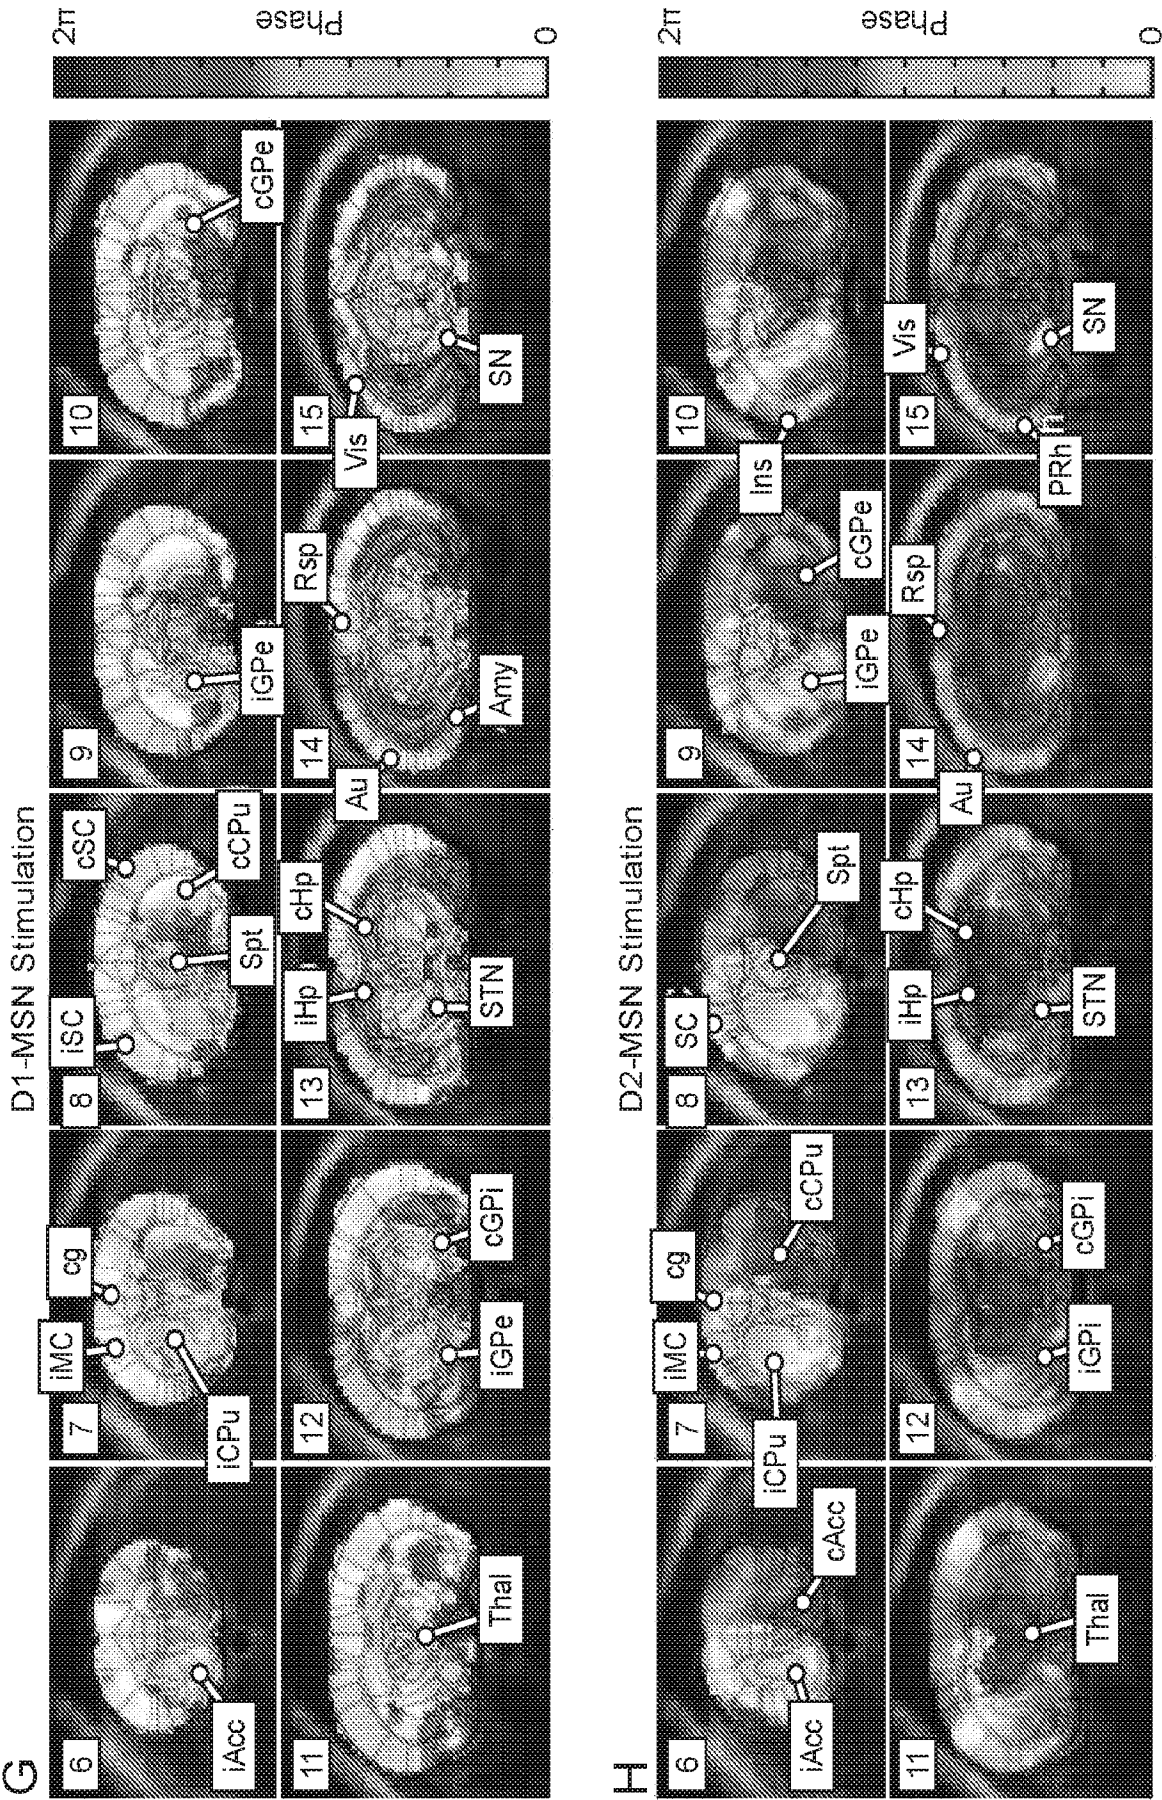 G
D1-MSN Stimulation
6
iAcc
7
iMC
cg
iCPu
8
iSC
cSC
Spt
cCPu
9
iGPe
10
cGPe
11
Thal
12
iGPe
cGPi
13
iHp
cHp
STN
14
Au
Rsp
Amy
15
Vis
SN
2π
Phase
0
H
D2-MSN Stimulation
6
iAcc
cAcc
7
iMC
cg
iCPu
cCPu
8
SC
Spt
9
iGPe
cGPe
10
Ins
11
Thal
12
iGPi
cGPi
13
iHp
cHp
STN
14
Au
Rsp
15
Vis
PRh
SN
2π
Phase
0